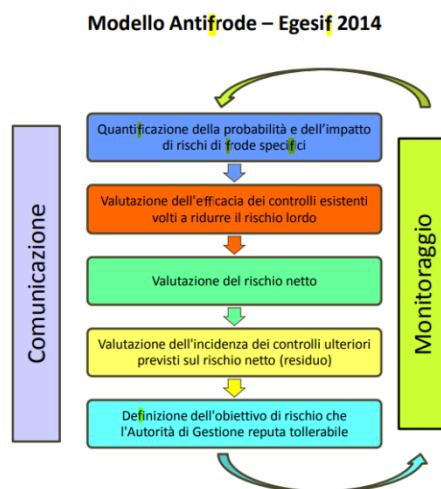 Modello Antifrode – Egesif 2014
Comunicazione
Quantificazione della probabilità e dell'impatto
di rischi di frode specifici
Valutazione dell'efficacia dei controlli esistenti
volti a ridurre il rischio lordo
Valutazione del rischio netto
Valutazione dell'incidenza dei controlli ulteriori
previsti sul rischio netto (residuo)
Definizione dell'obiettivo di rischio che
l'Autorità di Gestione reputa tollerabile
Monitoraggio